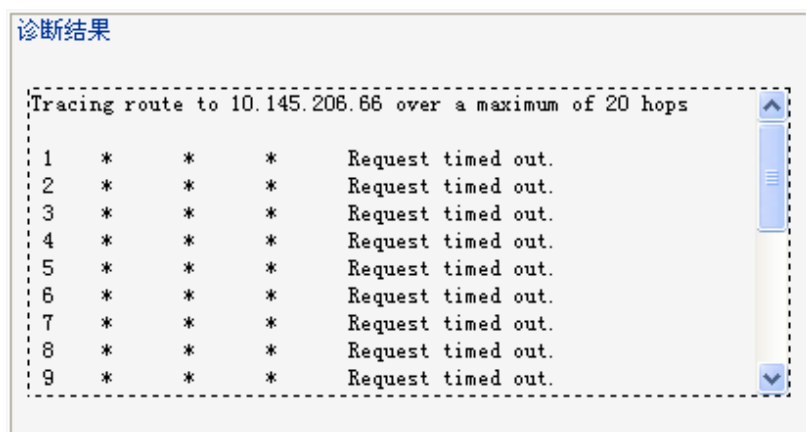 诊断结果
Tracing route to 10.145.206.66 over a maximum of 20 hops
1 * * * Request timed out.
2 * * * Request timed out.
3 * * * Request timed out.
4 * * * Request timed out.
5 * * * Request timed out.
6 * * * Request timed out.
7 * * * Request timed out.
8 * * * Request timed out.
9 * * * Request timed out.